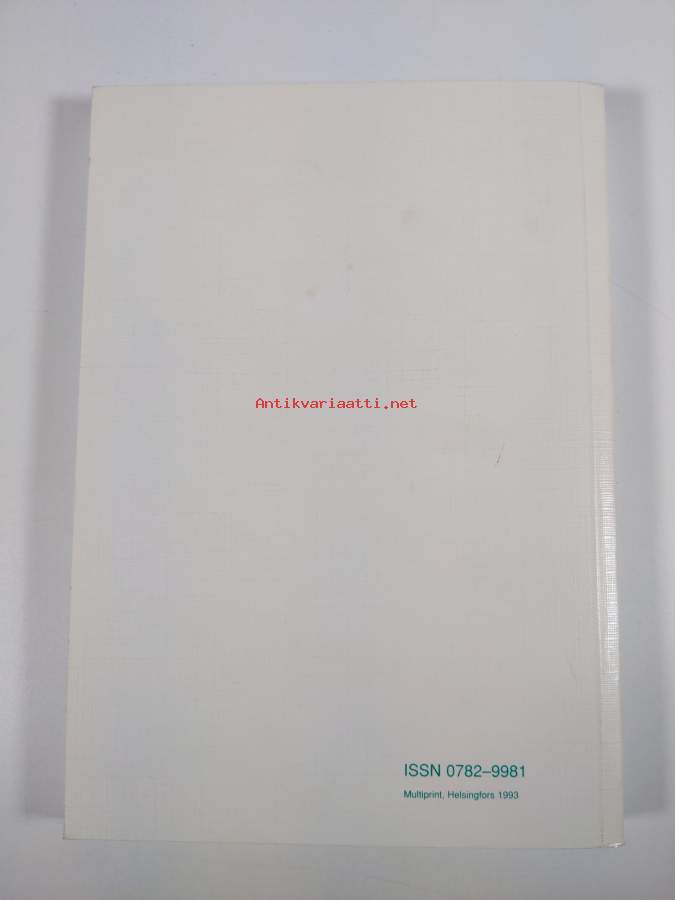 Antikvariaatti.net
ISSN 0782–9981
Multiprint, Helsingfors 1993